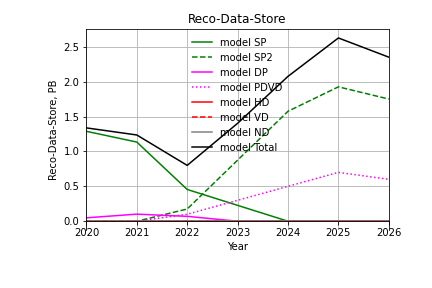 Reco-Data-Store
Reco-Data-Store, PB
2.5
2.0
1.5
1.0
0.5
0.0
model SP
model SP2
model DP
model PDVD
model HD
model VD
model ND
model Total
2020 2021 2022 2023 2024 2025 2026
Year